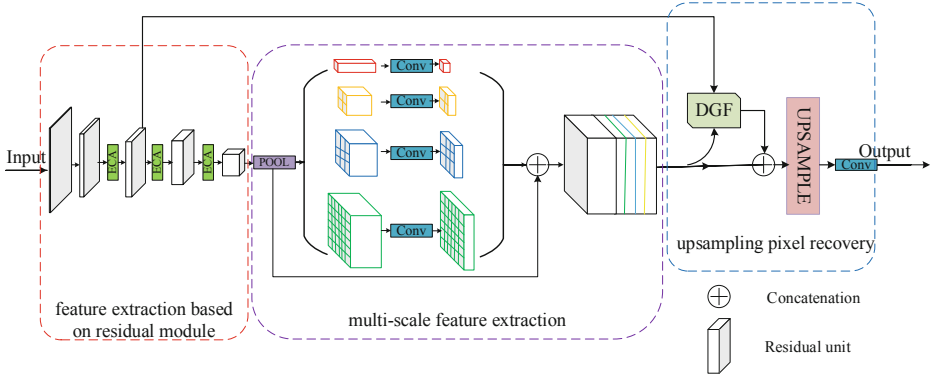 Input
ECA
ECA
ECA
POOL
Conv
Conv
Conv
Conv
DGF
UPSAMPLE
Conv
Output
feature extraction based
on residual module
multi-scale feature extraction
upsampling pixel recovery
Concatenation
Residual unit